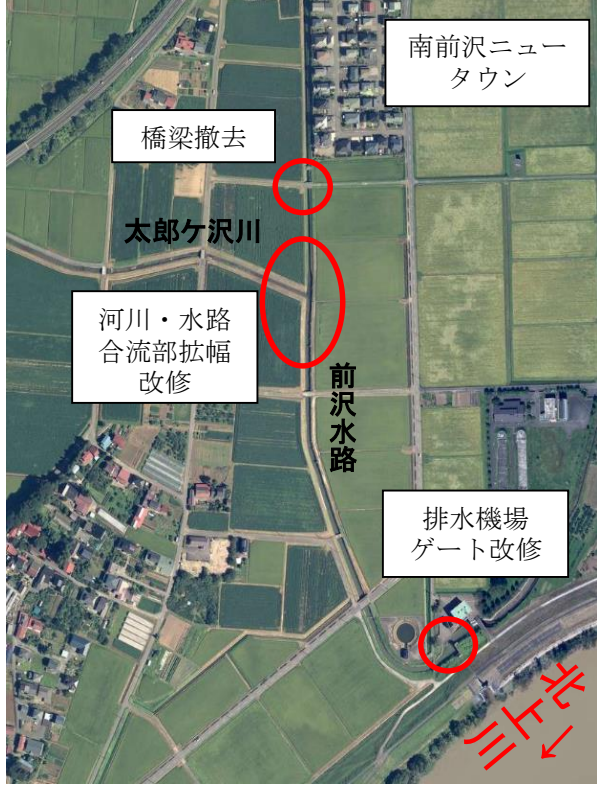 南前沢ニュー
タウン
橋梁撤去
太郎ケ沢川
河川・水路
合流部拡幅
改修
前沢水路
排水機場
ゲート改修
北上川
↓